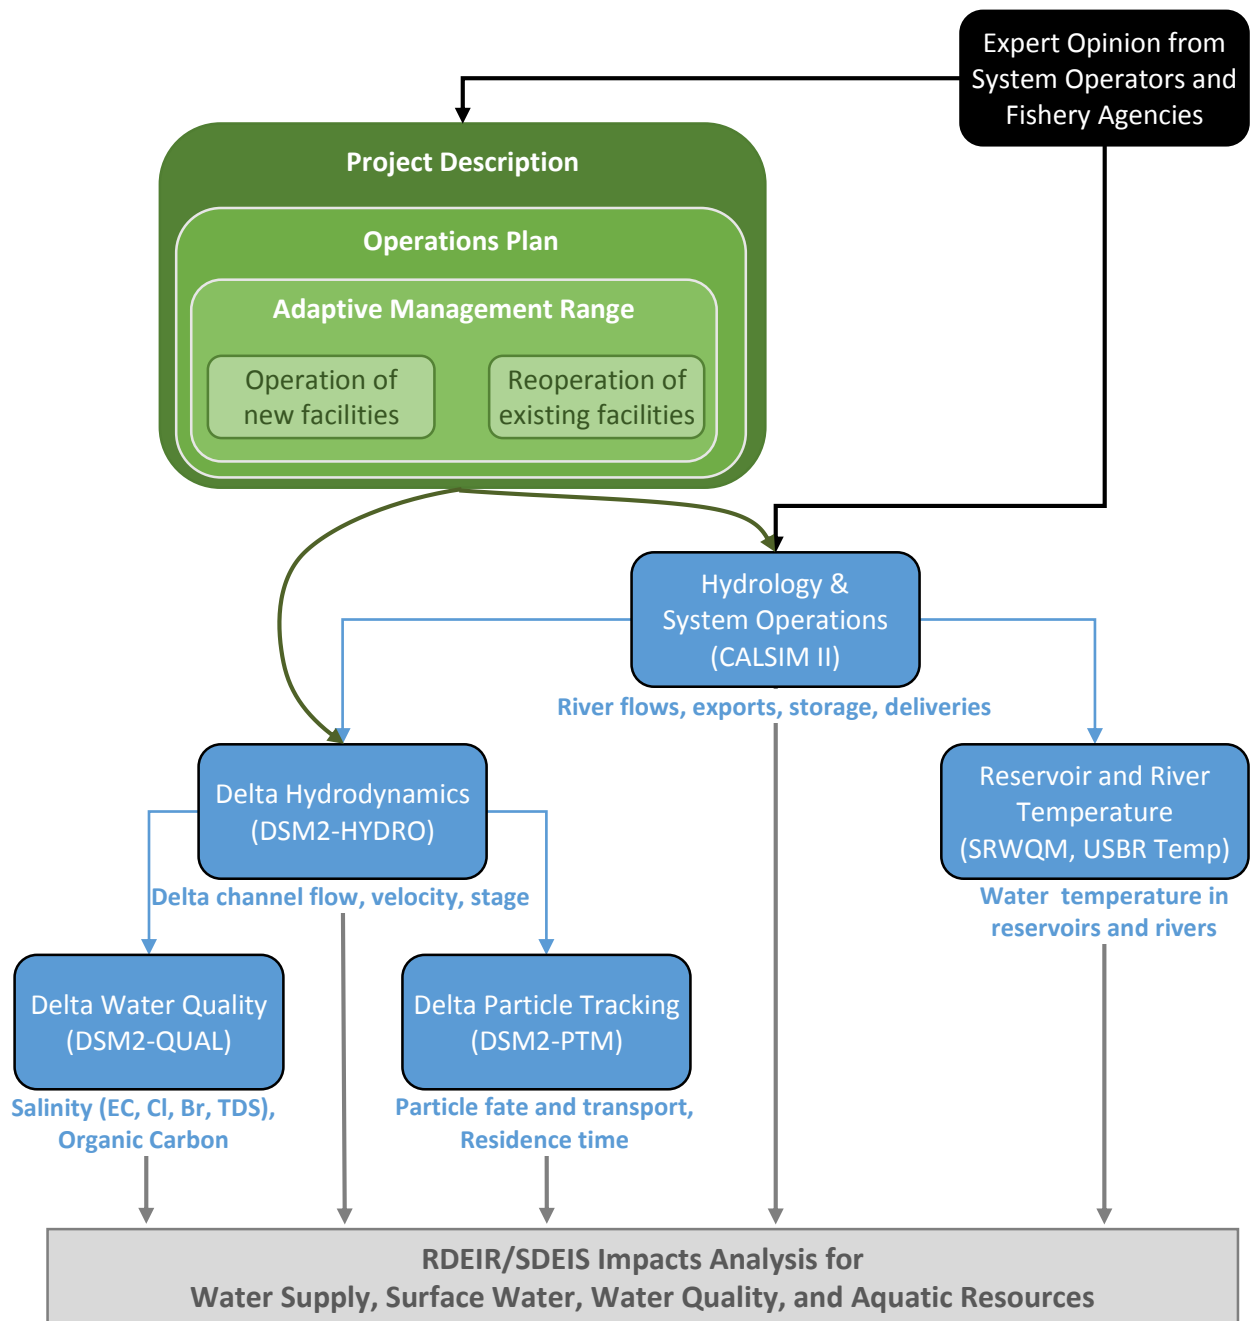 Expert Opinion from
System Operators and
Fishery Agencies
Project Description
Operations Plan
Adaptive Management Range
Operation of
new facilities
Reoperation of
existing facilities
Hydrology &
System Operations
(CALSIM II)
River flows, exports, storage, deliveries
Delta Hydrodynamics
(DSM2-HYDRO)
Delta channel flow, velocity, stage
Reservoir and River
Temperature
(SRWQM, USBR Temp)
Water temperature in
reservoirs and rivers
Delta Water Quality
(DSM2-QUAL)
Salinity (EC, Cl, Br, TDS),
Organic Carbon
Delta Particle Tracking
(DSM2-PTM)
Particle fate and transport,
Residence time
RDEIR/SDEIS Impacts Analysis for
Water Supply, Surface Water, Water Quality, and Aquatic Resources